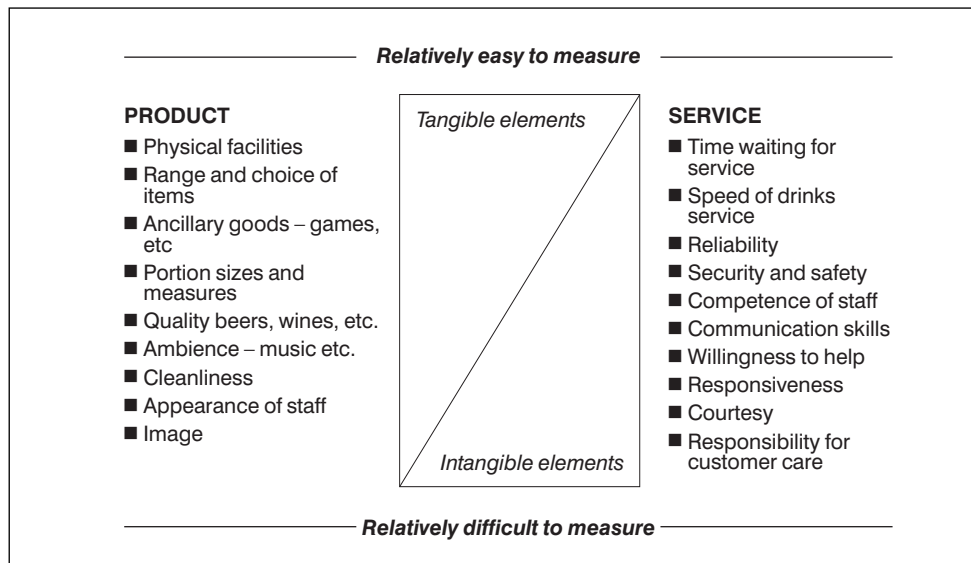 Relatively easy to measure
PRODUCT
■ Physical facilities
■ Range and choice of
items
■ Ancillary goods – games,
etc
■ Portion sizes and
measures
■ Quality beers, wines, etc.
■ Ambience – music etc.
■ Cleanliness
■ Appearance of staff
■ Image
Tangible elements
Intangible elements
SERVICE
■ Time waiting for
service
■ Speed of drinks
service
■ Reliability
■ Security and safety
■ Competence of staff
■ Communication skills
■ Willingness to help
■ Responsiveness
■ Courtesy
■ Responsibility for
customer care
Relatively difficult to measure